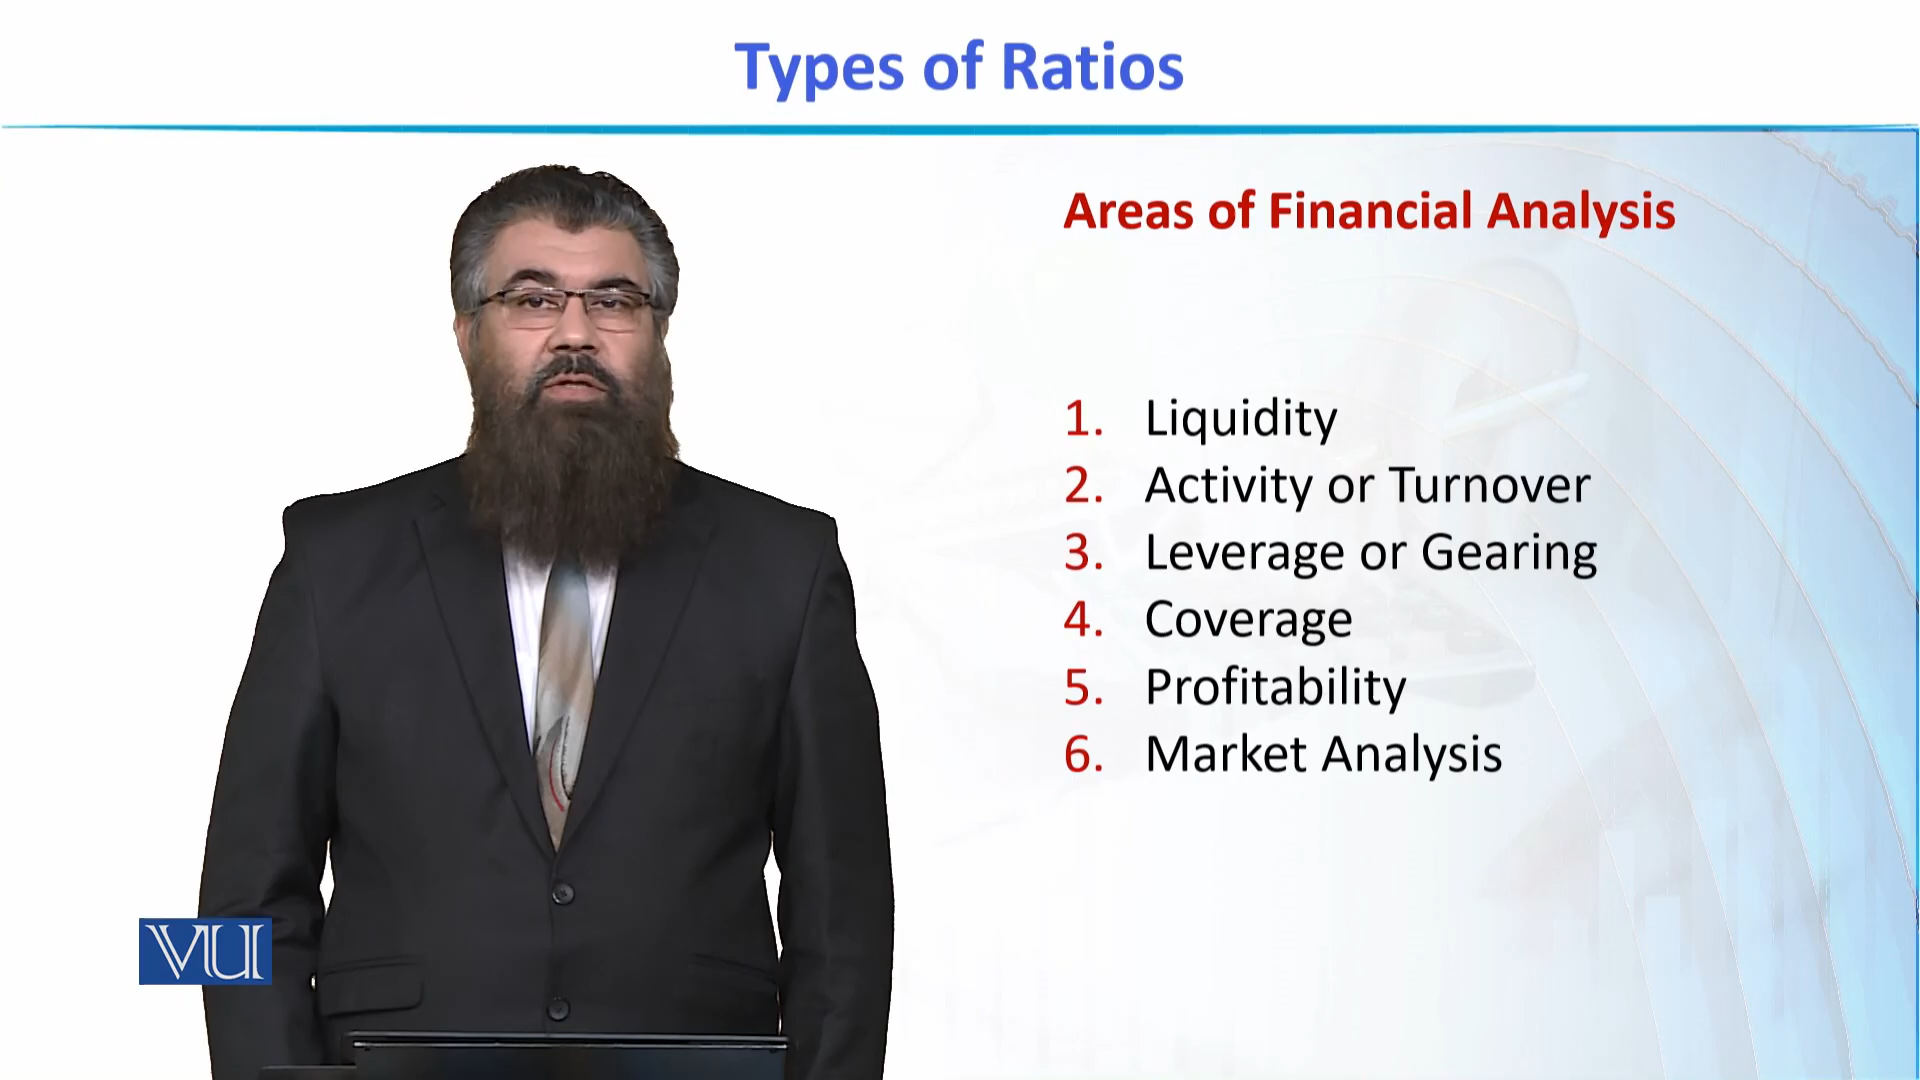 Types of Ratios
Areas of Financial Analysis
1. Liquidity
2. Activity or Turnover
3. Leverage or Gearing
4. Coverage
5. Profitability
6. Market Analysis
VU